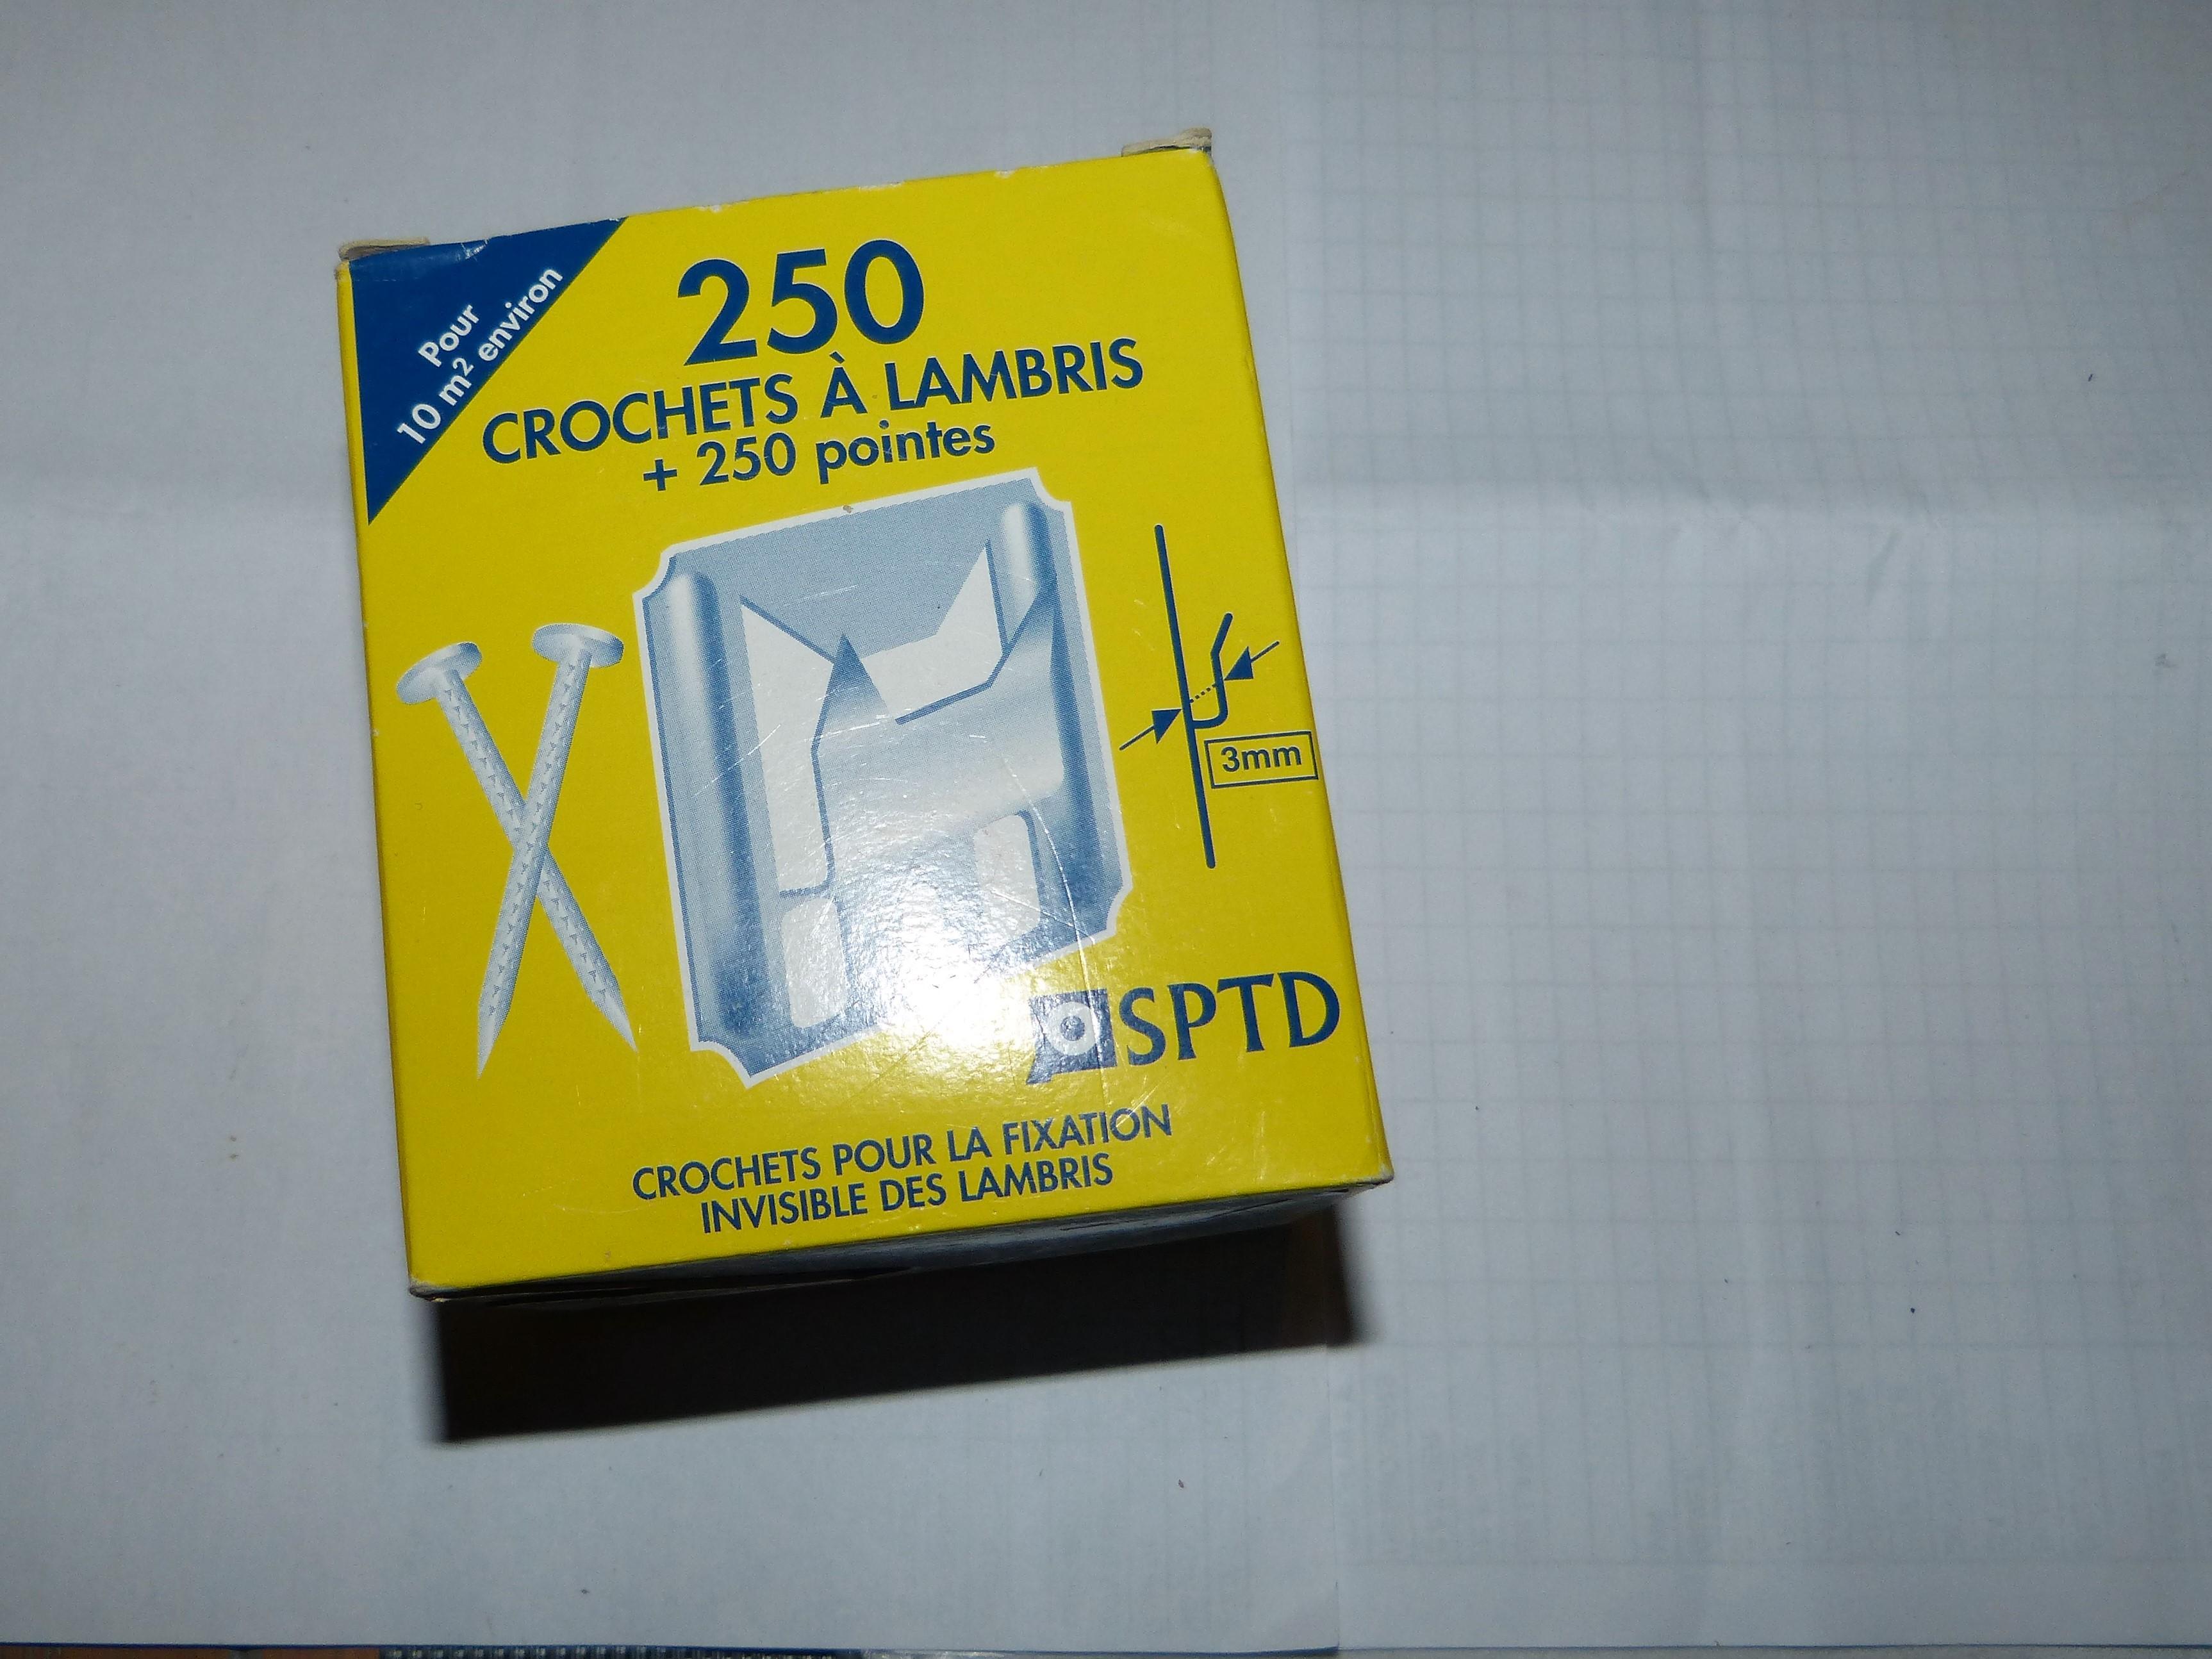 Pour
10 m² environ
250
CROCHETS À LAMBRIS
+ 250 pointes
3mm
SPTD
CROCHETS POUR LA FIXATION
INVISIBLE DES LAMBRIS